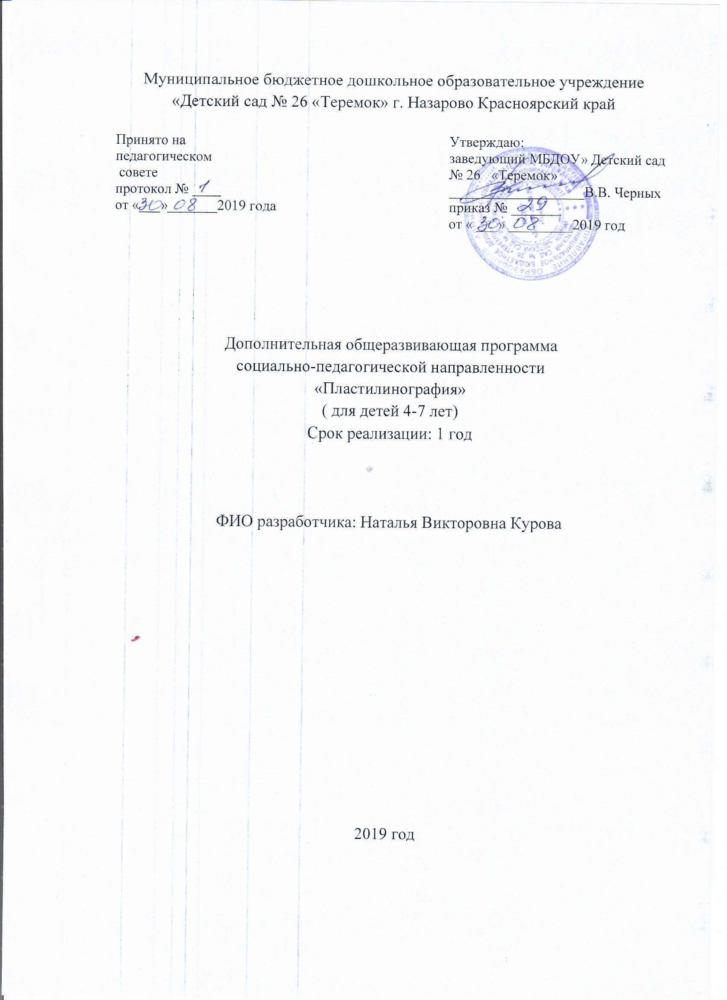 Муниципальное бюджетное дошкольное образовательное учреждение
«Детский сад № 26 «Теремок» г. Назарово Красноярский край
Принято на
педагогическом
совете
протокол № 1
от «30» 08 2019 года
Утверждаю:
заведующий МБДОУ» Детский сад
№ 26 «Теремок»
В.В. Черных
приказ № 29
от « 30» 08 2019 год
Дополнительная общеразвивающая программа
социально-педагогической направленности
«Пластилинография»
( для детей 4-7 лет)
Срок реализации: 1 год
ФИО разработчика: Наталья Викторовна Курова
2019 год